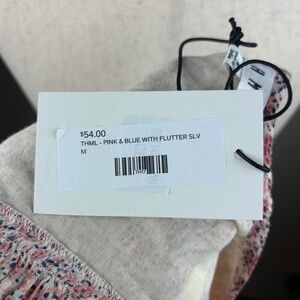 $54.00
THML - PINK & BLUE WITH FLUTTER SLV
M